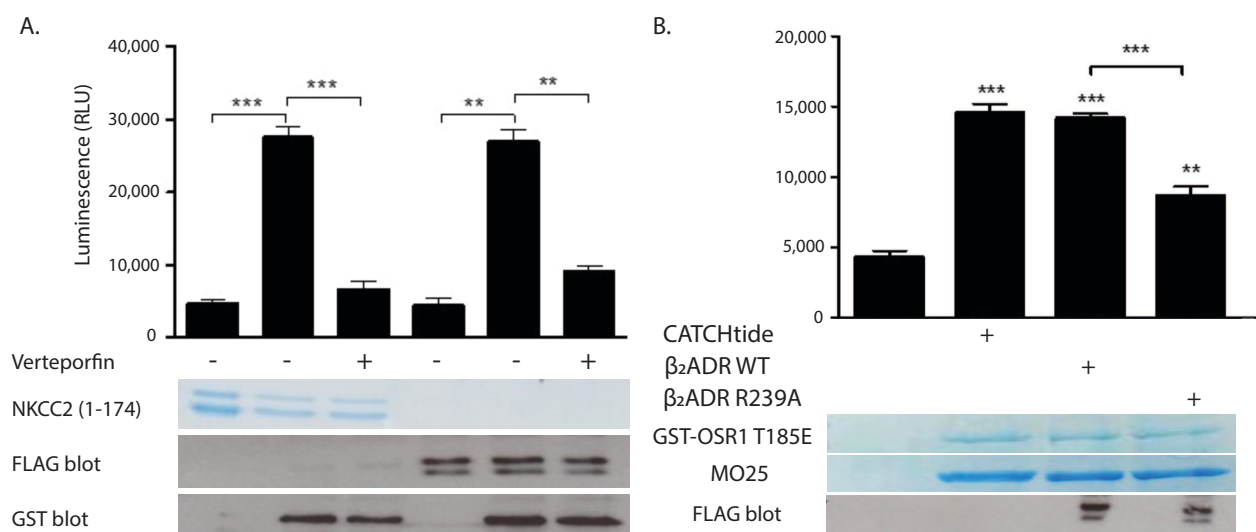 A.
40,000
30,000
20,000
10,000
0
Luminescence (RLU)
*** *** ** **
Verteporfin - - + - - +
NKCC2 (1-174)
FLAG blot
GST blot
B.
20,000
15,000
10,000
5,000
0
***
*** *** **
CATCHtide +
β₂ADR WT +
β₂ADR R239A +
GST-OSR1 T185E
MO25
FLAG blot